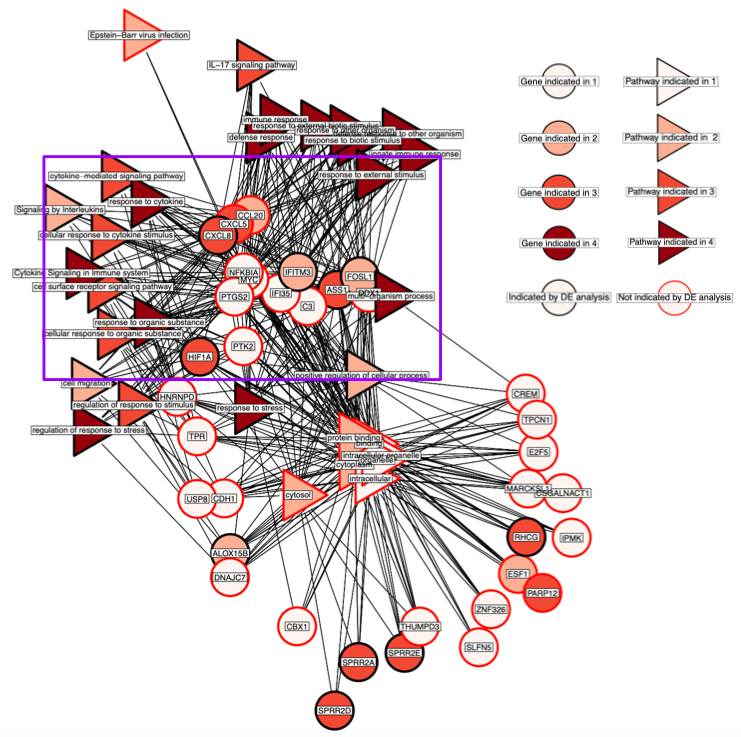 Epstein−Barr virus infection
IL−17 signaling pathway
immune response
response to external biotic stimulus
response to other organism
defense response to other organism
defense response
response to biotic stimulus
innate immune response
cytokine−mediated signaling pathway
response to external stimulus
response to cytokine
Signaling by Interleukins
CCL20
CXCL5
CXCL8
cellular response to cytokine stimulus
Cytokine Signaling in Immune system
NFKBIA
IFITM3
FOSL1
MYC
cell surface receptor signaling pathway
PTGS2
IFI35
ASS1
multi−organism process
C3
response to organic substance
cellular response to organic substance
PTK2
HIF1A
positive regulation of cellular process
cell migration
HNRNPD
regulation of response to stimulus
response to stress
regulation of response to stress
TPR
protein binding
binding
intracellular organelle
organelle
cytoplasm
intracellular
cytosol
USP8
CDH1
ALOX15B
DNAJC7
CREM
TPCN1
E2F5
MARCKSL1
CSGALNACT1
RHCG
IPMK
ESF1
PARP12
ZNF326
SLFN5
CBX1
THUMPD3
SPRR2E
SPRR2A
SPRR2D
Gene indicated in 1
Pathway indicated in 1
Gene indicated in 2
Pathway indicated in  2
Gene indicated in 3
Pathway indicated in 3
Gene indicated in 4
Pathway indicated in 4
Indicated by DE analysis
Not indicated by DE analysis